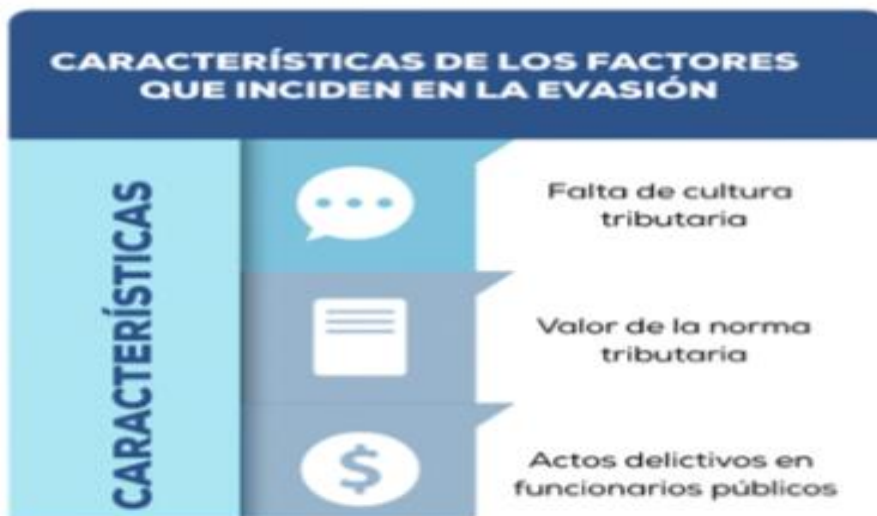 CARACTERÍSTICAS DE LOS FACTORES
QUE INCIDEN EN LA EVASIÓN
CARACTERÍSTICAS
Falta de cultura
tributaria
Valor de la norma
tributaria
$
Actos delictivos en
funcionarios públicos